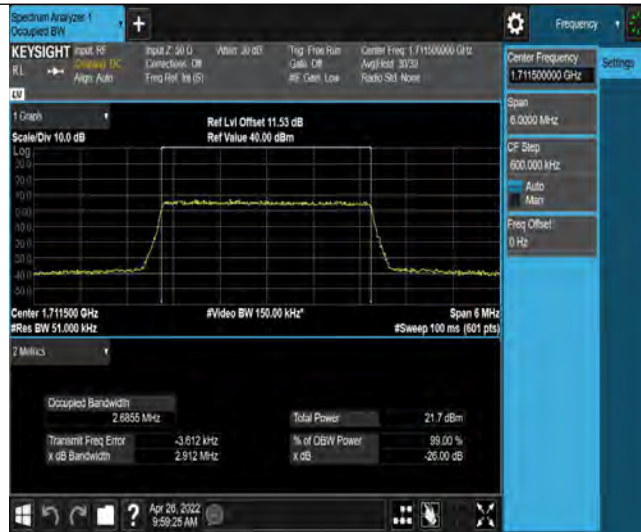 Spectrum Analyzer 1
Occupied BW
+
Frequency
KEYSIGHT
Input: RF
Coupling: DC
Align: Auto
Input Z: 50 Ω
Corrections: Off
Freq Ref: Int (S)
Atten: 30 dB
Trig: Free Run
Gate: Off
#IF Gain: Low
Center Freq: 1.711500000 GHz
Avg|Hold: 30/30
Radio Std: None
Center Frequency
1.711500000 GHz
Settings
Span
6.0000 MHz
CF Step
600.000 kHz
Auto
Man
Freq Offset
0 Hz
1 Graph
Scale/Div 10.0 dB
Ref Lvl Offset 11.53 dB
Ref Value 40.00 dBm
Log
Center 1.711500 GHz
#Res BW 51.000 kHz
#Video BW 150.00 kHz*
Span 6 MHz
#Sweep 100 ms (601 pts)
2 Metrics
Occupied Bandwidth
2.6855 MHz
Total Power
21.7 dBm
Transmit Freq Error
-3.612 kHz
% of OBW Power
99.00 %
x dB Bandwidth
2.912 MHz
x dB
-26.00 dB
?
Apr 26, 2022
9:59:25 AM